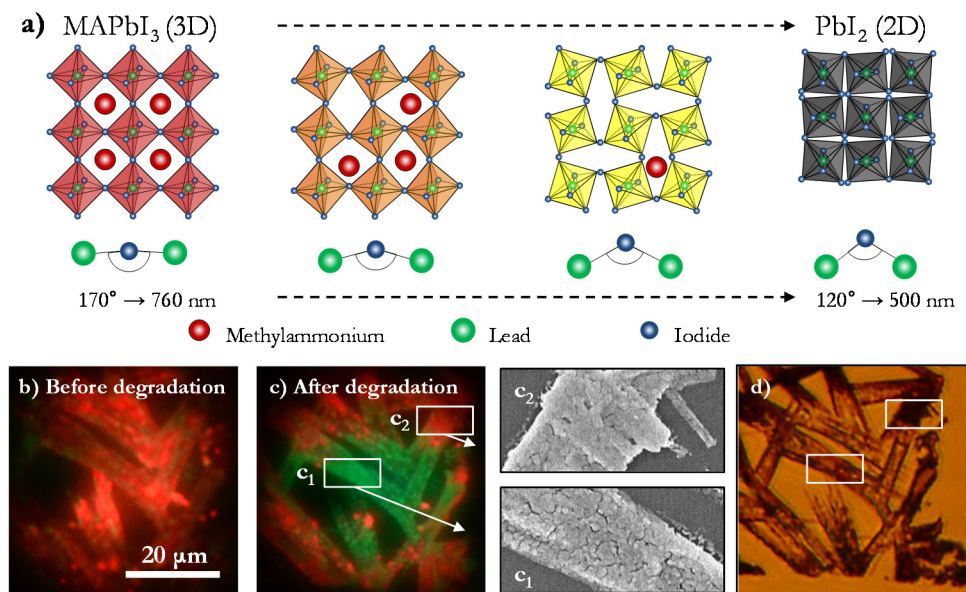 a) MAPbI₃ (3D)
PbI₂ (2D)
170° → 760 nm
120° → 500 nm
Methylammonium
Lead
Iodide
b) Before degradation
20 μm
c) After degradation
c₂
c₁
c₂
c₁
d)